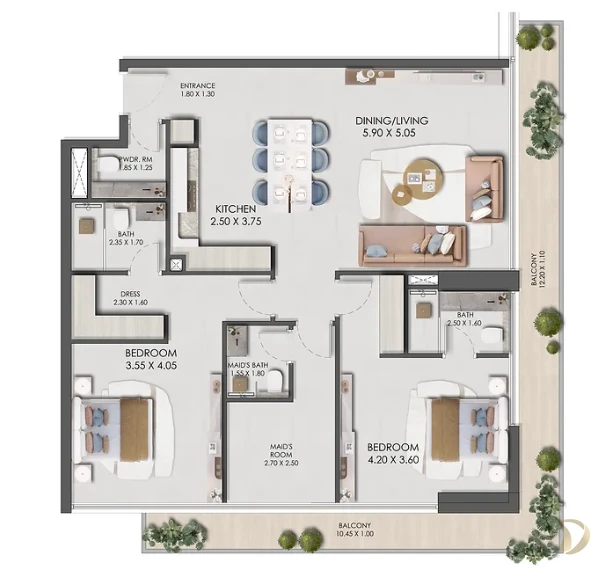 ENTRANCE
1.80 X 1.30
DINING/LIVING
5.90 X 5.05
PWDR. RM
1.85 X 1.25
KITCHEN
2.50 X 3.75
BATH
2.35 X 1.70
BALCONY
12.20 X 1.10
DRESS
2.30 X 1.60
BATH
2.50 X 1.60
BEDROOM
3.55 X 4.05
MAID'S BATH
1.55 X 1.80
MAID'S
ROOM
2.70 X 2.50
BEDROOM
4.20 X 3.60
BALCONY
10.45 X 1.00